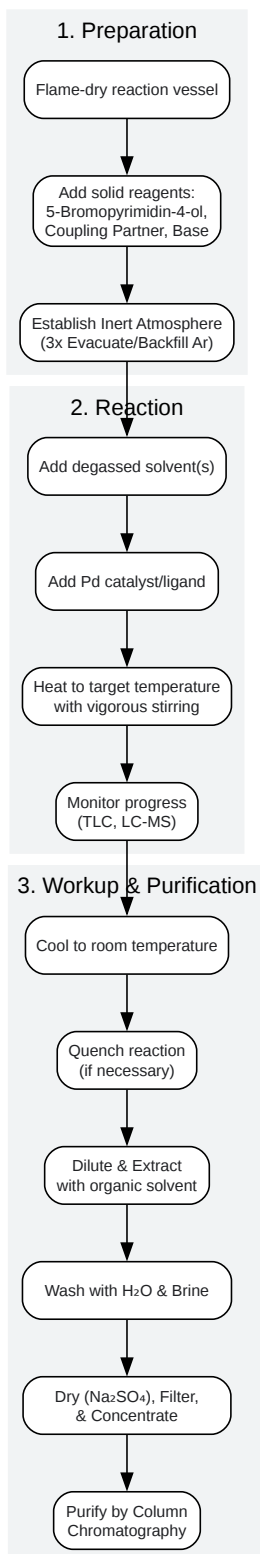 1. Preparation
Flame-dry reaction vessel
Add solid reagents:
5-Bromopyrimidin-4-ol,
Coupling Partner, Base
Establish Inert Atmosphere
(3x Evacuate/Backfill Ar)
2. Reaction
Add degassed solvent(s)
Add Pd catalyst/ligand
Heat to target temperature
with vigorous stirring
Monitor progress
(TLC, LC-MS)
3. Workup & Purification
Cool to room temperature
Quench reaction
(if necessary)
Dilute & Extract
with organic solvent
Wash with H₂O & Brine
Dry (Na₂SO₄), Filter,
& Concentrate
Purify by Column
Chromatography